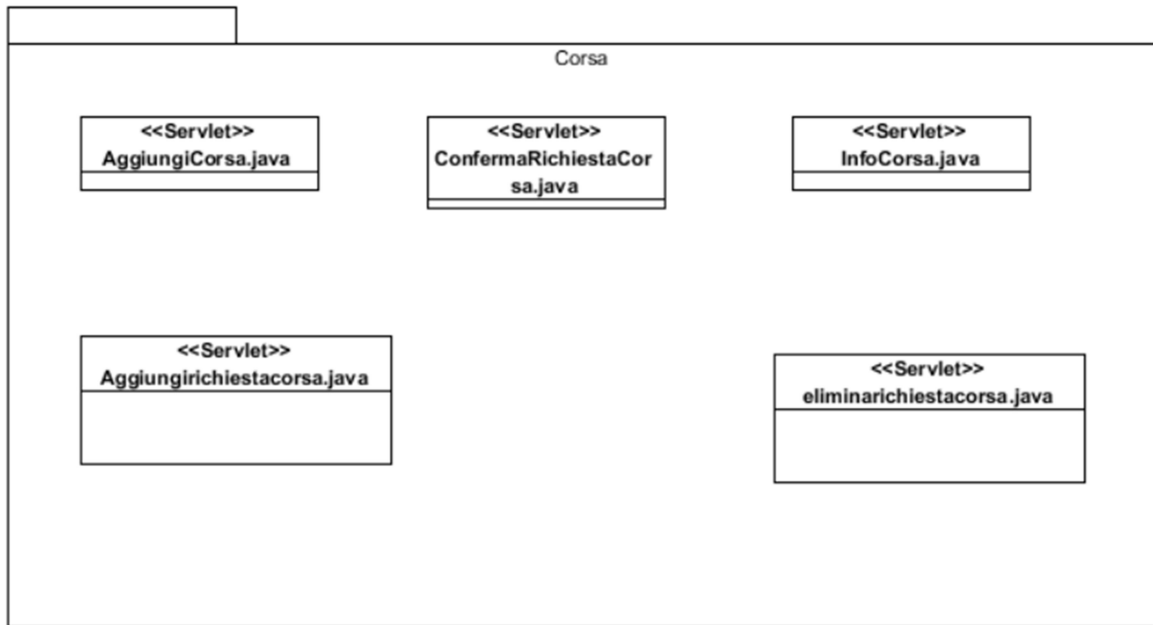 Corsa
<<Servlet>>
AggiungiCorsa.java
<<Servlet>>
ConfermaRichiestaCor
sa.java
<<Servlet>>
InfoCorsa.java
<<Servlet>>
Aggiungirichiestacorsa.java
<<Servlet>>
eliminarichiestacorsa.java